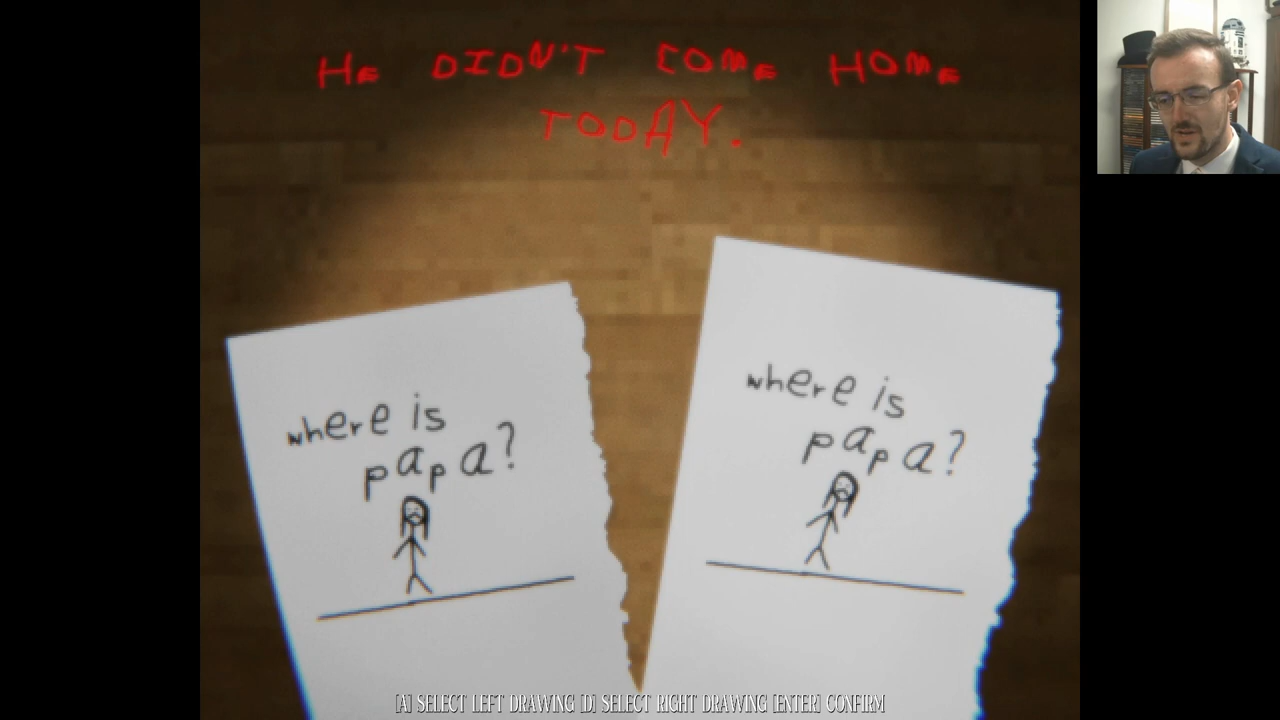 HE DIDN'T COME HOME
TODAY.
where is
papa?
where is
papa?
[A] SELECT LEFT DRAWING [D] SELECT RIGHT DRAWING [ENTER] CONFIRM